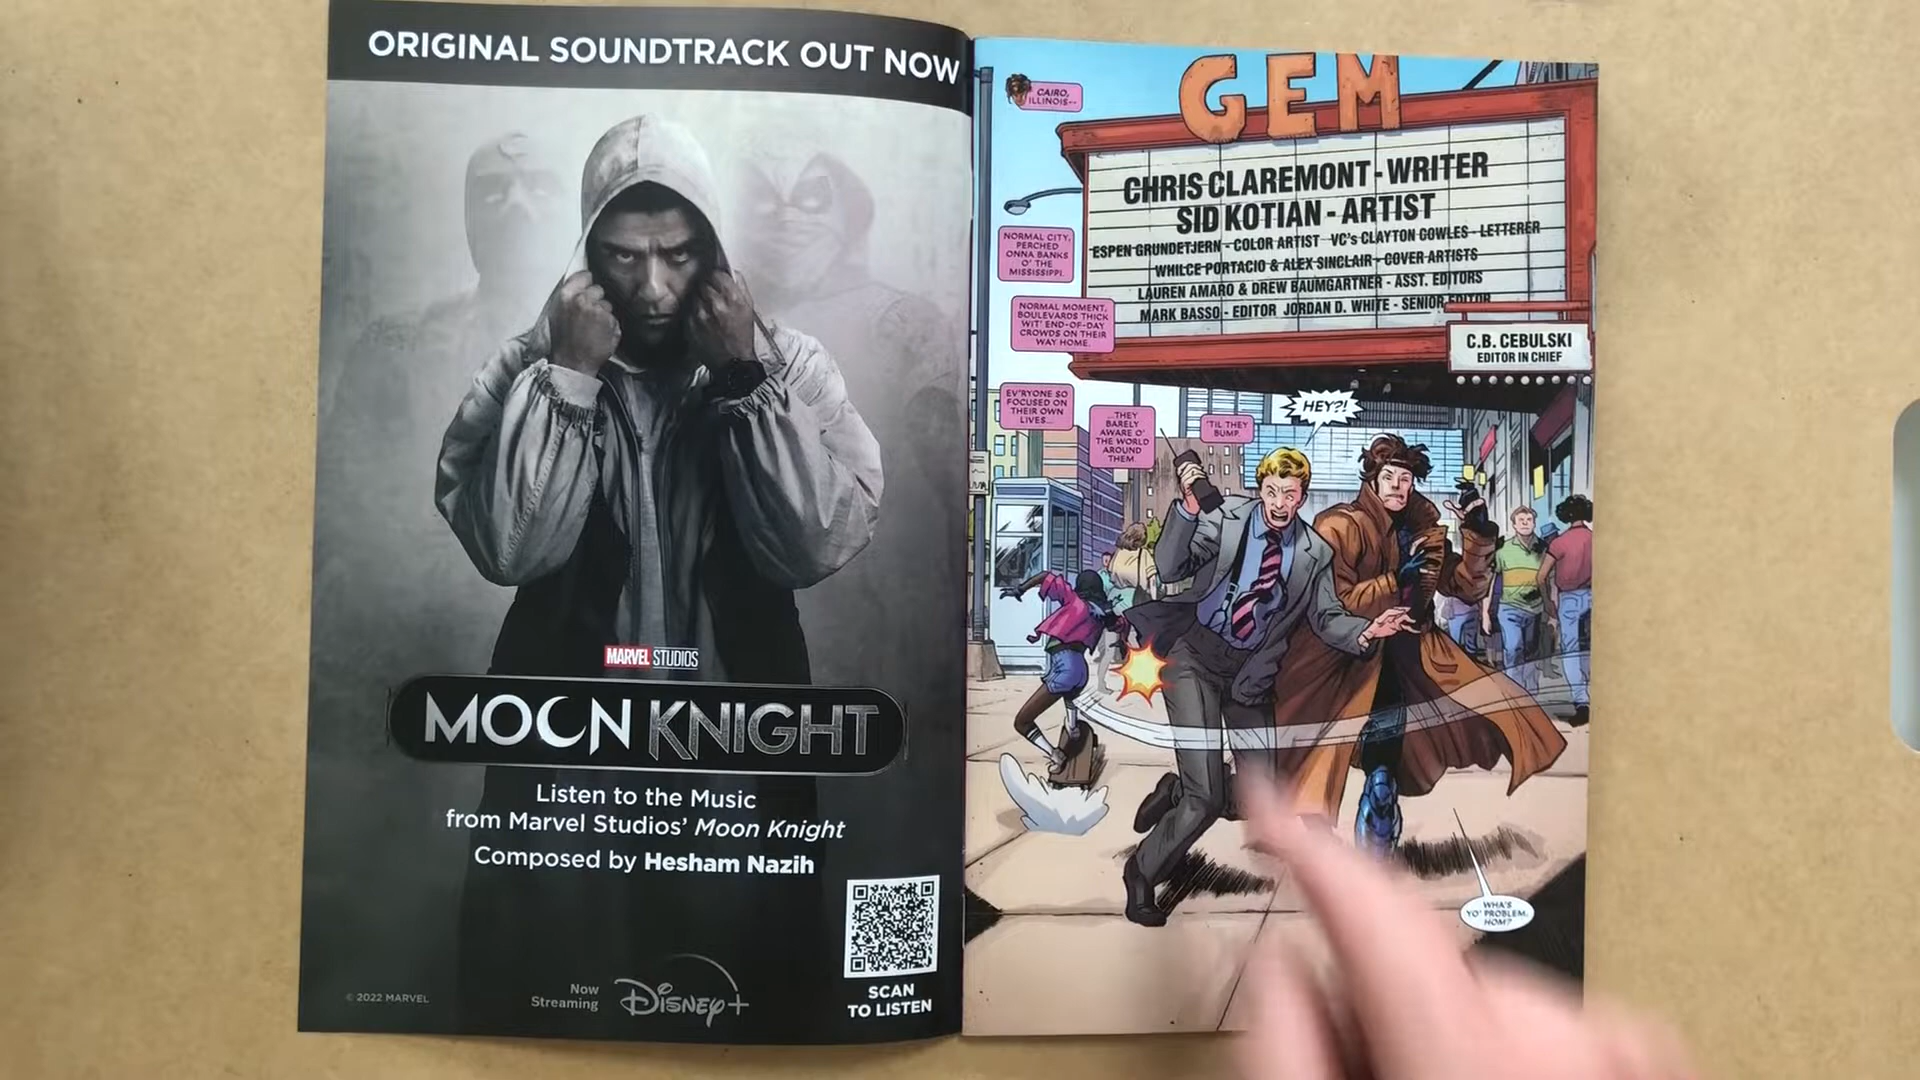 ORIGINAL SOUNDTRACK OUT NOW
MARVEL STUDIOS
MOON KNIGHT
Listen to the Music
from Marvel Studios' Moon Knight
Composed by Hesham Nazih
© 2022 MARVEL
Now
Streaming
Disney+
SCAN
TO LISTEN
GEM
CAIRO,
ILLINOIS--
CHRIS CLAREMONT - WRITER
SID KOTIAN - ARTIST
ESPEN GRUNDETJERN - COLOR ARTIST VC's CLAYTON COWLES - LETTERER
WHILCE PORTACIO & ALEX SINCLAIR - COVER ARTISTS
LAUREN AMARO & DREW BAUMGARTNER - ASST. EDITORS
MARK BASSO - EDITOR JORDAN D. WHITE - SENIOR EDITOR
C.B. CEBULSKI
EDITOR IN CHIEF
NORMAL CITY,
PERCHED
ONNA BANKS
O' THE
MISSISSIPPI.
NORMAL MOMENT,
BOULEVARDS THICK
WIT' END-OF-DAY
CROWDS ON THEIR
WAY HOME.
EV'RYONE SO
FOCUSED ON
THEIR OWN
LIVES...
...THEY
BARELY
AWARE O'
THE WORLD
AROUND
THEM.
'TIL THEY
BUMP.
HEY?!
WHA'S
YO' PROBLEM,
HOM?